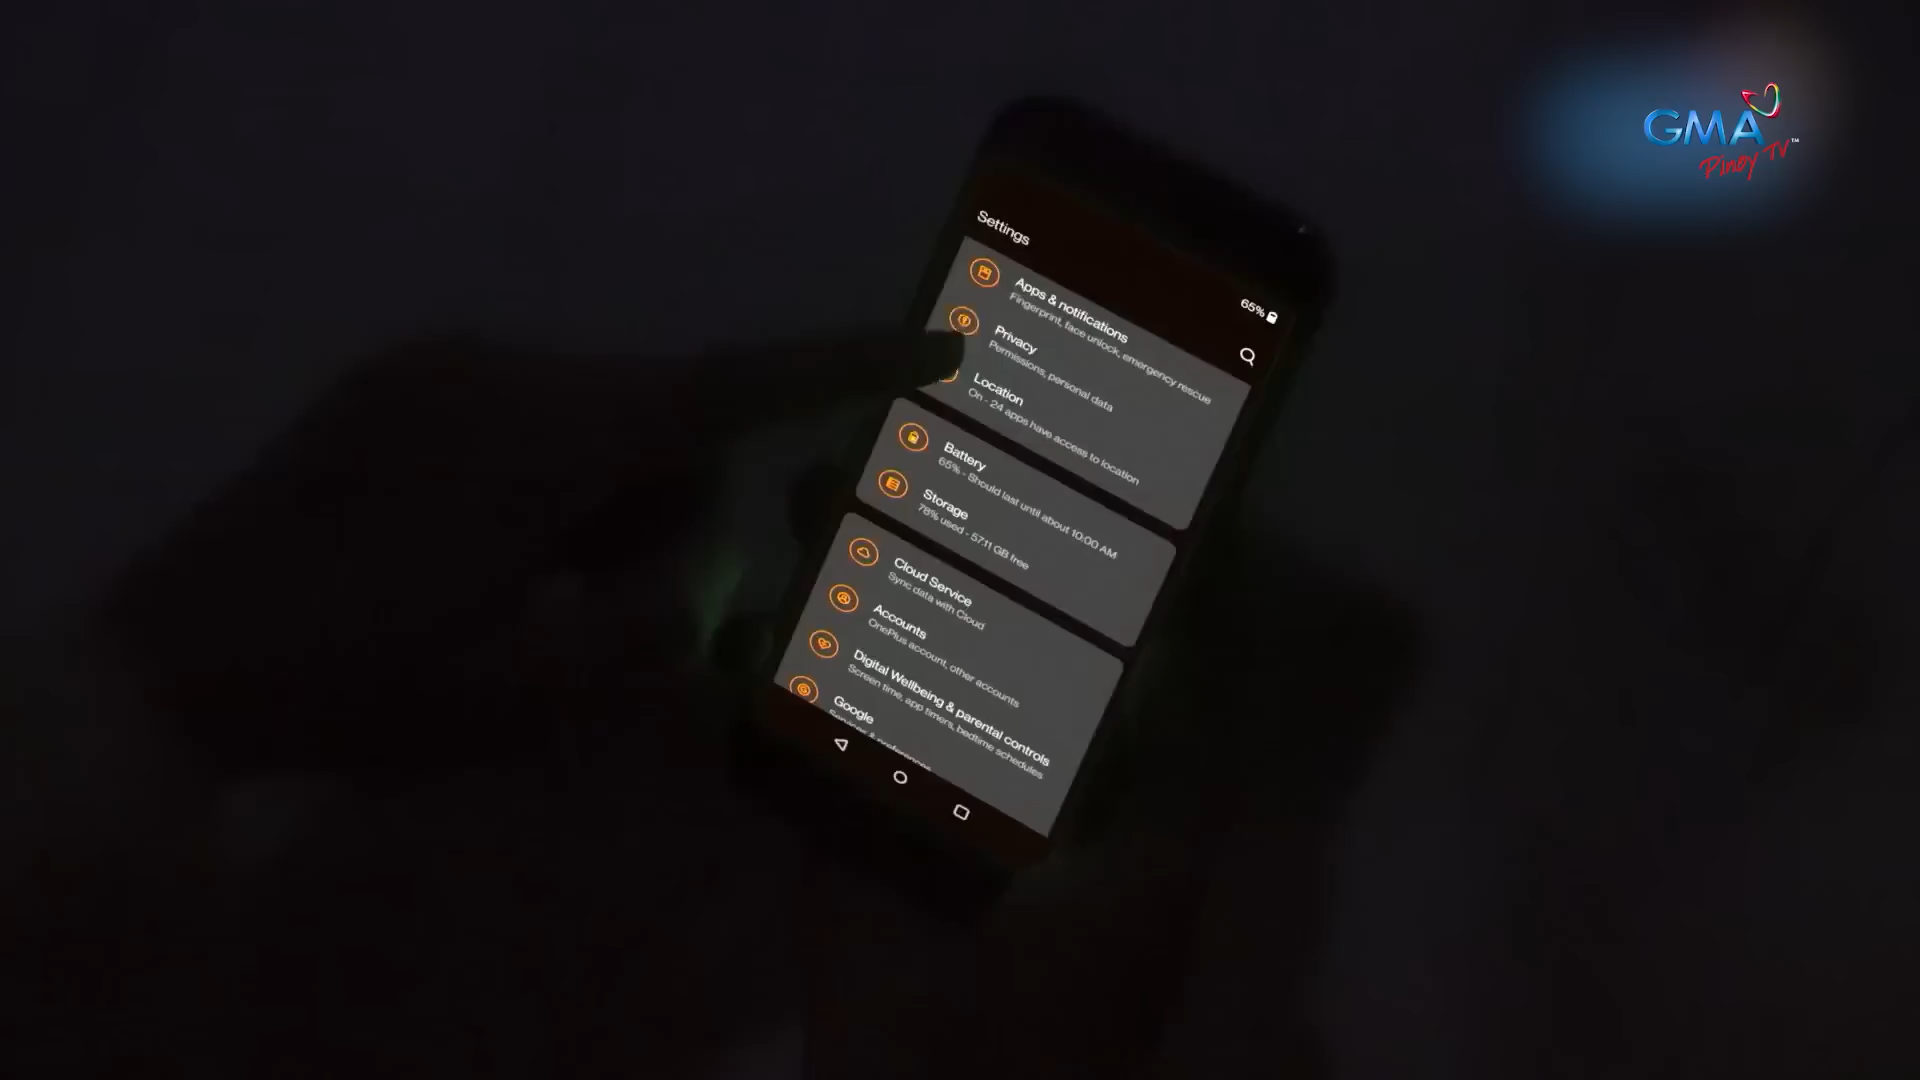 GMA
Pinoy TV
TM
Settings
65%
Apps & notifications
Fingerprint, face unlock, emergency rescue
Privacy
Permissions, personal data
Location
On - 24 apps have access to location
Battery
65% - Should last until about 10:00 AM
Storage
78% used - 57.11 GB free
Cloud Service
Sync data with Cloud
Accounts
OnePlus account, other accounts
Digital Wellbeing & parental controls
Screen time, app timers, bedtime schedules
Google
Services & preferences